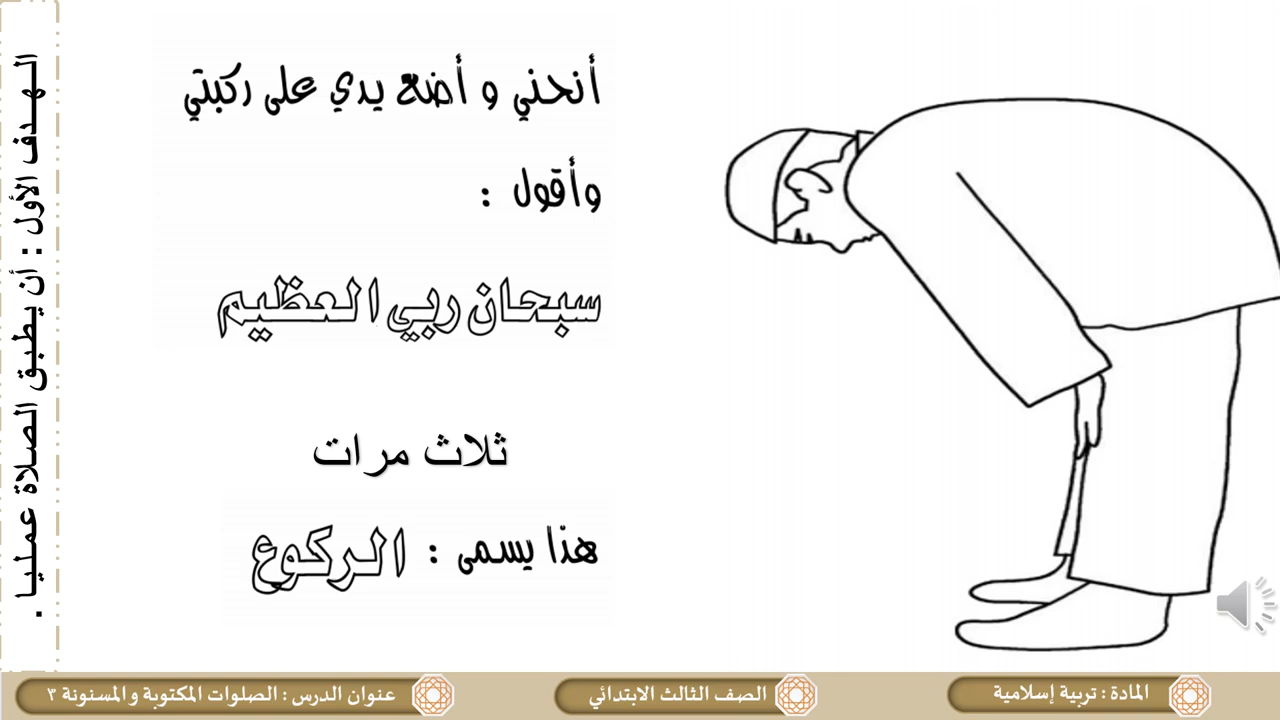 أنحني و أضع يدي على ركبتي
وأقول :
سبحان ربي العظيم
ثلاث مرات
هذا يسمى : الركوع
الهدف الأول : أن يطبق الصلاة عمليا .
المادة : تربية إسلامية
الصف الثالث الابتدائي
عنوان الدرس : الصلوات المكتوبة و المسنونة ٣